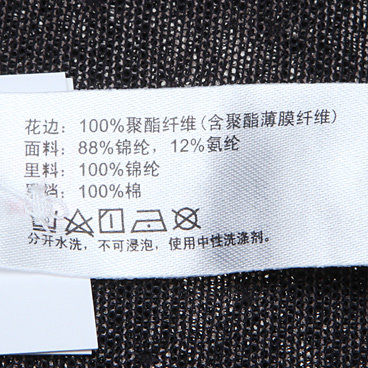 花边：100%聚酯纤维(含聚酯薄膜纤维)
面料：88%锦纶，12%氨纶
里料：100%锦纶
裆：100%棉
分开水洗，不可浸泡，使用中性洗涤剂。